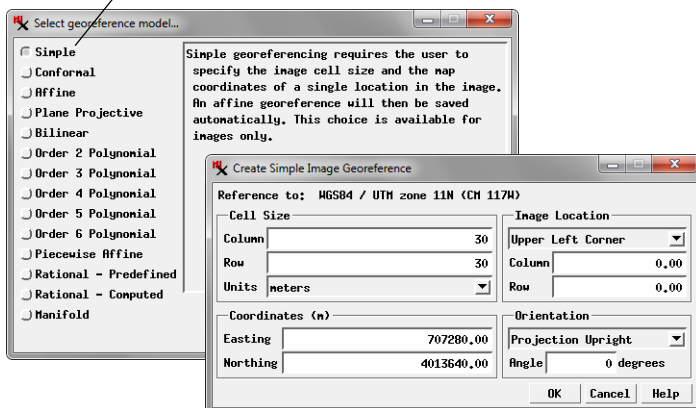 Select georeference model...
Simple
Conformal
Affine
Plane Projective
Bilinear
Order 2 Polynomial
Order 3 Polynomial
Order 4 Polynomial
Order 5 Polynomial
Order 6 Polynomial
Piecewise Affine
Rational - Predefined
Rational - Computed
Manifold
Simple georeferencing requires the user to
specify the image cell size and the map
coordinates of a single location in the image.
An affine georeference will then be saved
automatically. This choice is available for
images only.
Create Simple Image Georeference
Reference to: WGS84 / UTM zone 11N (CM 117W)
Cell Size
Column 30
Row 30
Units meters
Image Location
Upper Left Corner
Column 0.00
Row 0.00
Coordinates (m)
Easting 707280.00
Northing 4013640.00
Orientation
Projection Upright
Angle 0 degrees
OK Cancel Help